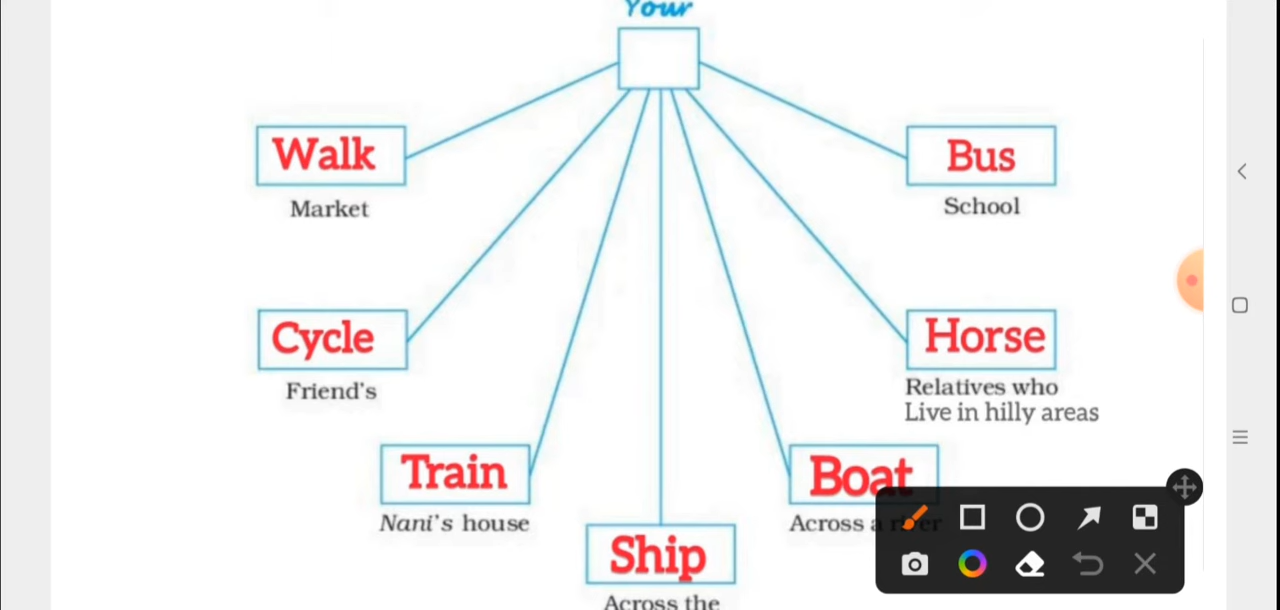 Your
Walk
Market
Bus
School
Cycle
Friend's
Horse
Relatives who
Live in hilly areas
Train
Nani's house
Boat
Across a river
Ship
Across the